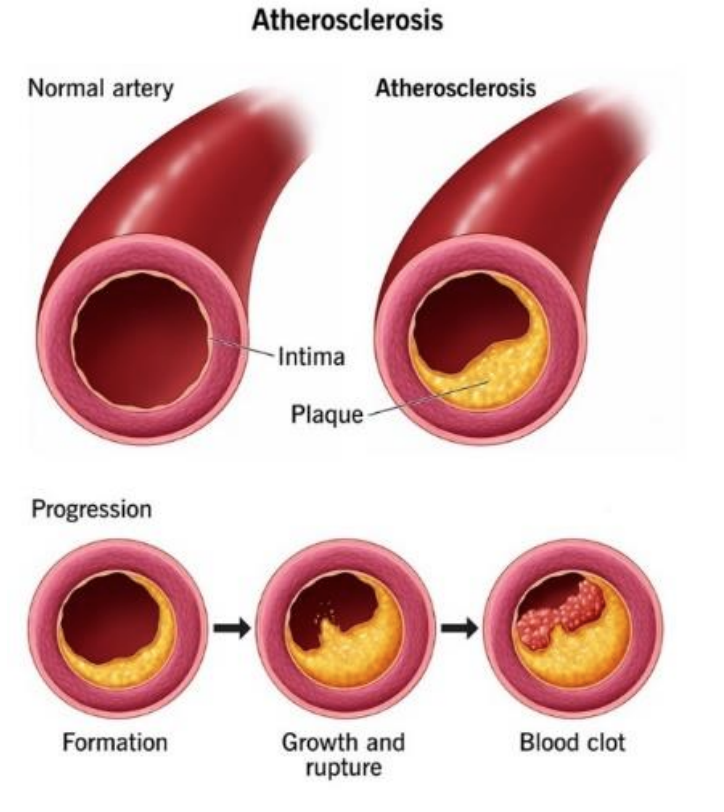 Atherosclerosis
Normal artery
Atherosclerosis
Intima
Plaque
Progression
Formation
Growth and
rupture
Blood clot